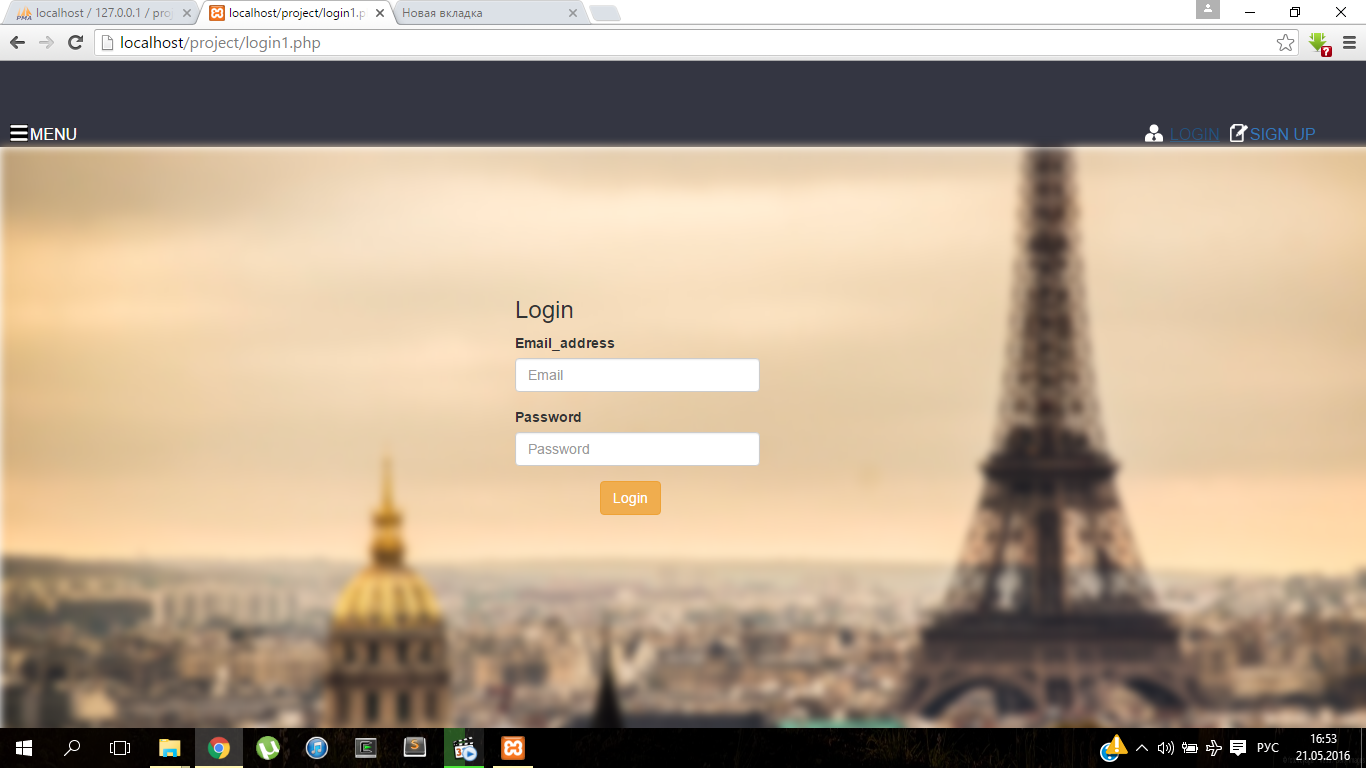 localhost / 127.0.0.1 / pro
localhost/project/login1.p
Новая вкладка
localhost/project/login1.php
MENU
LOGIN
SIGN UP
Login
Email_address
Email
Password
Password
Login
РУС
16:53
21.05.2016